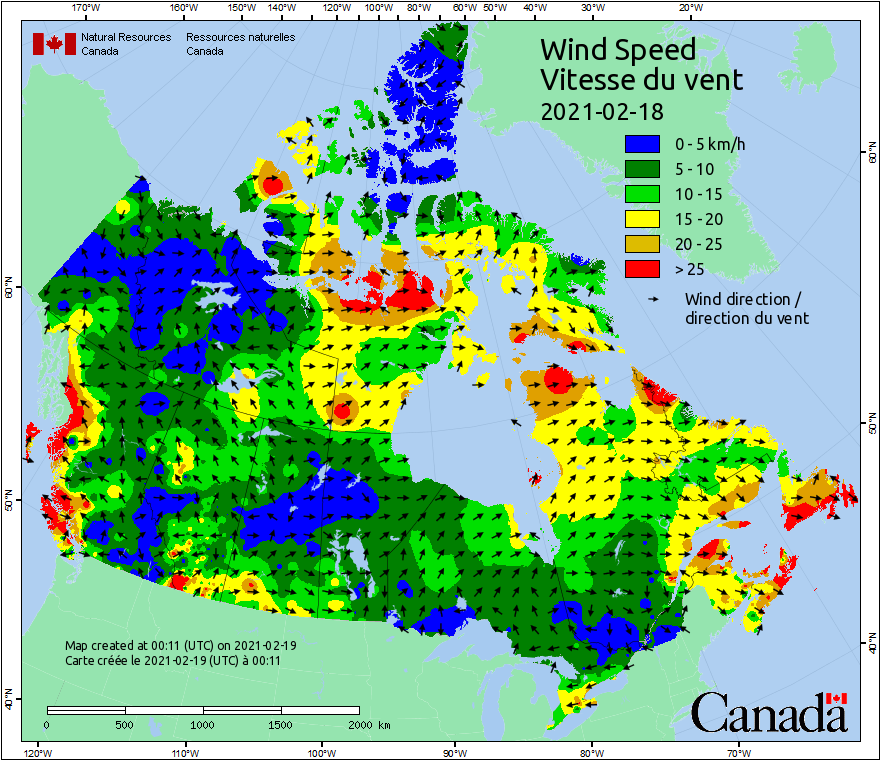 170°W 160°W 150°W 140°W 120°W 100°W 80°W 60°W 50°W 40°W 30°W 20°W
Natural Resources Ressources naturelles
Canada Canada
Wind Speed
Vitesse du vent
2021-02-18
0 - 5 km/h
5 - 10
10 - 15
15 - 20
20 - 25
> 25
Wind direction /
direction du vent
60°N
60°N
50°N
50°N
40°N
40°N
Map created at 00:11 (UTC) on 2021-02-19
Carte créée le 2021-02-19 (UTC) à 00:11
0 500 1000 1500 2000 km
Canada
120°W 110°W 100°W 90°W 80°W 70°W